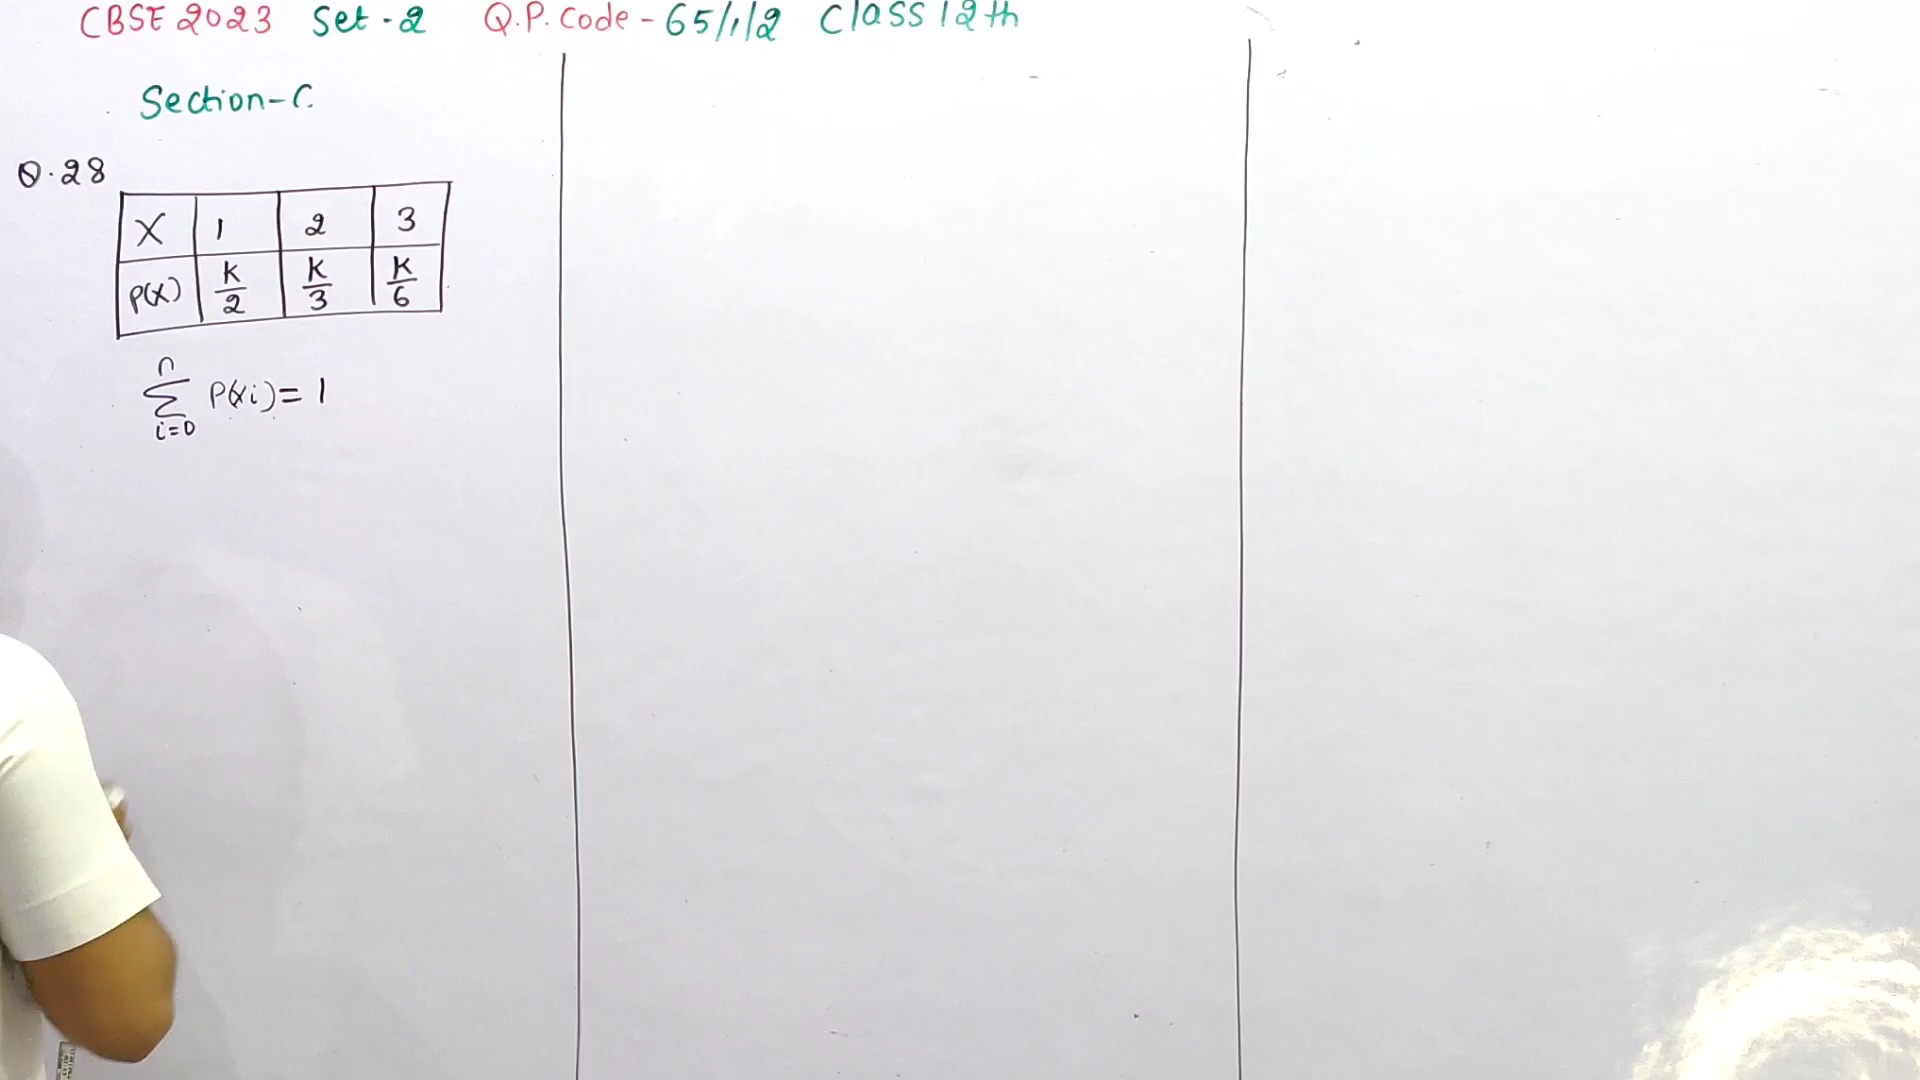 CBSE 2023 Set-2 Q.P. Code - 65/1/2 Class 12th
Section-C
Q.28
X 1 2 3
P(X) K/2 K/3 K/6
n
∑ P(xi) = 1
i=0